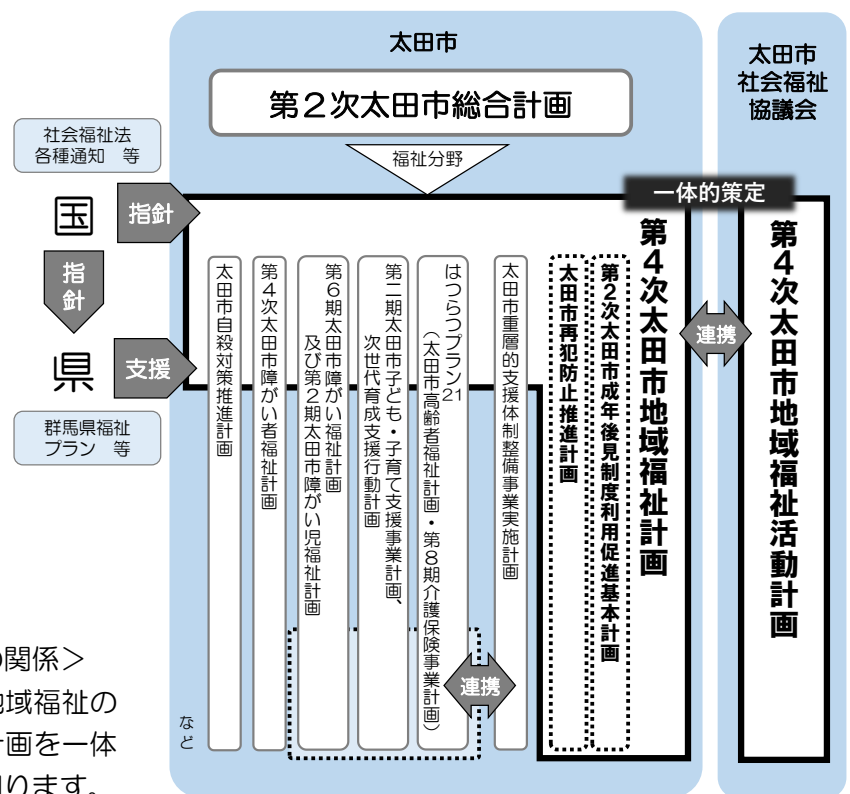 太田市
第２次太田市総合計画
福祉分野
太田市
社会福祉
協議会
社会福祉法
各種通知　等
国
指針
指針
県
支援
群馬県福祉
プラン　等
一体的策定
第４次太田市地域福祉計画
連携
第４次太田市地域福祉活動計画
第２次太田市成年後見制度利用促進基本計画
太田市再犯防止推進計画
太田市重層的支援体制整備事業実施計画
はつらつプラン21
（太田市高齢者福祉計画・第８期介護保険事業計画）
第二期太田市子ども・子育て支援事業計画、
次世代育成支援行動計画
第６期太田市障がい福祉計画
及び第２期太田市障がい児福祉計画
第４次太田市障がい者福祉計画
太田市自殺対策推進計画
など
連携
の関係＞
地域福祉の
計画を一体
図ります。